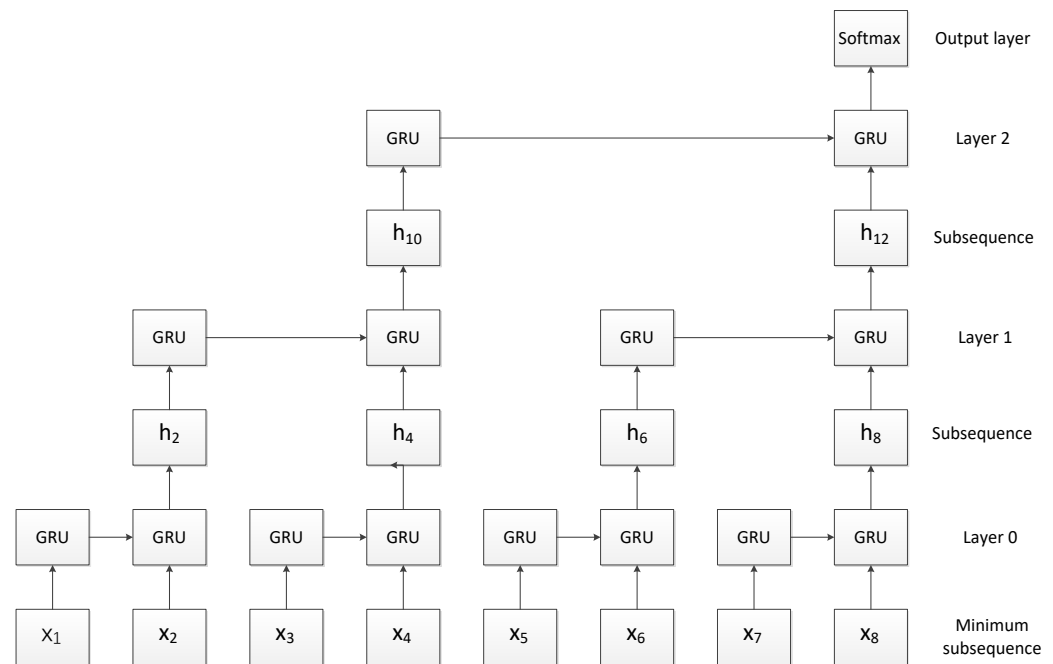 Softmax Output layer
GRU GRU Layer 2
h₁₀ h₁₂ Subsequence
GRU GRU GRU GRU Layer 1
h₂ h₄ h₆ h₈ Subsequence
GRU GRU GRU GRU GRU GRU GRU GRU Layer 0
x₁ x₂ x₃ x₄ x₅ x₆ x₇ x₈ Minimum
subsequence